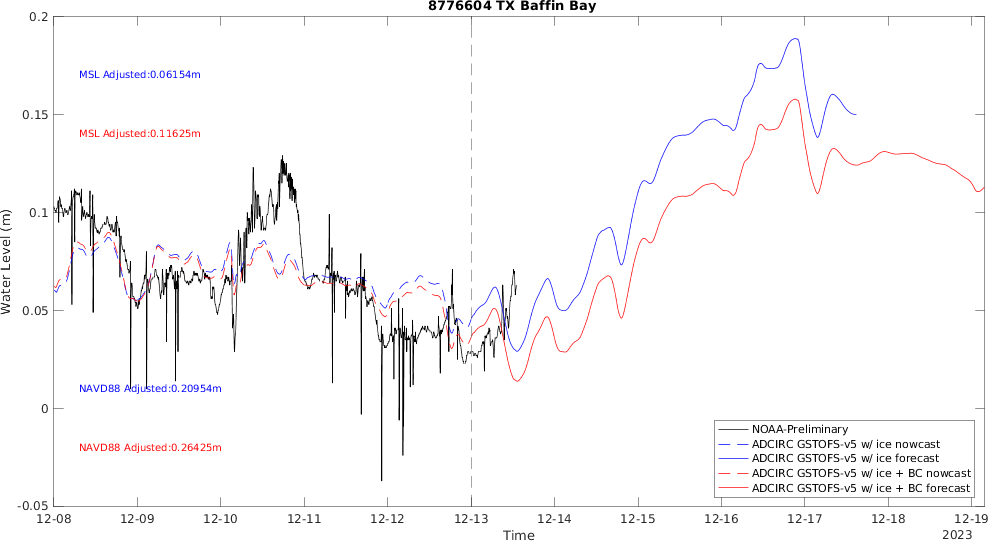 8776604 TX Baffin Bay
0.2
0.15
0.1
0.05
0
-0.05
Water Level (m)
MSL Adjusted:0.06154m
MSL Adjusted:0.11625m
NAVD88 Adjusted:0.20954m
NAVD88 Adjusted:0.26425m
NOAA-Preliminary
ADCIRC GSTOFS-v5 w/ ice nowcast
ADCIRC GSTOFS-v5 w/ ice forecast
ADCIRC GSTOFS-v5 w/ ice + BC nowcast
ADCIRC GSTOFS-v5 w/ ice + BC forecast
12-08 12-09 12-10 12-11 12-12 12-13 12-14 12-15 12-16 12-17 12-18 12-19
Time
2023